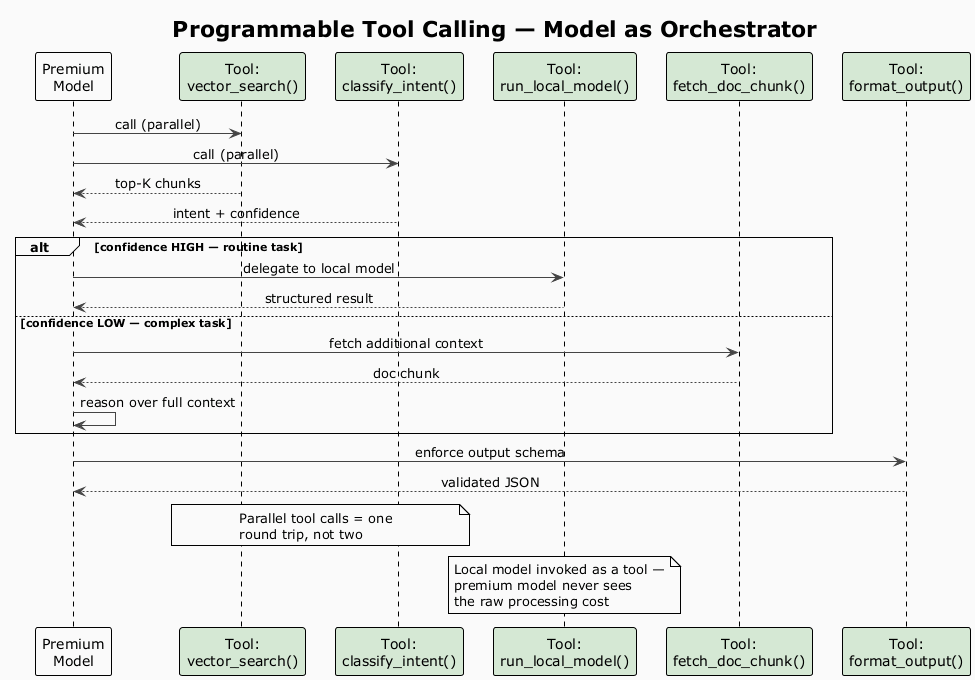 Programmable Tool Calling — Model as Orchestrator
Premium
Model
Tool:
vector_search()
Tool:
classify_intent()
Tool:
run_local_model()
Tool:
fetch_doc_chunk()
Tool:
format_output()
call (parallel)
call (parallel)
top-K chunks
intent + confidence
alt [confidence HIGH — routine task]
delegate to local model
structured result
[confidence LOW — complex task]
fetch additional context
doc chunk
reason over full context
enforce output schema
validated JSON
Parallel tool calls = one
round trip, not two
Local model invoked as a tool —
premium model never sees
the raw processing cost
Premium
Model
Tool:
vector_search()
Tool:
classify_intent()
Tool:
run_local_model()
Tool:
fetch_doc_chunk()
Tool:
format_output()